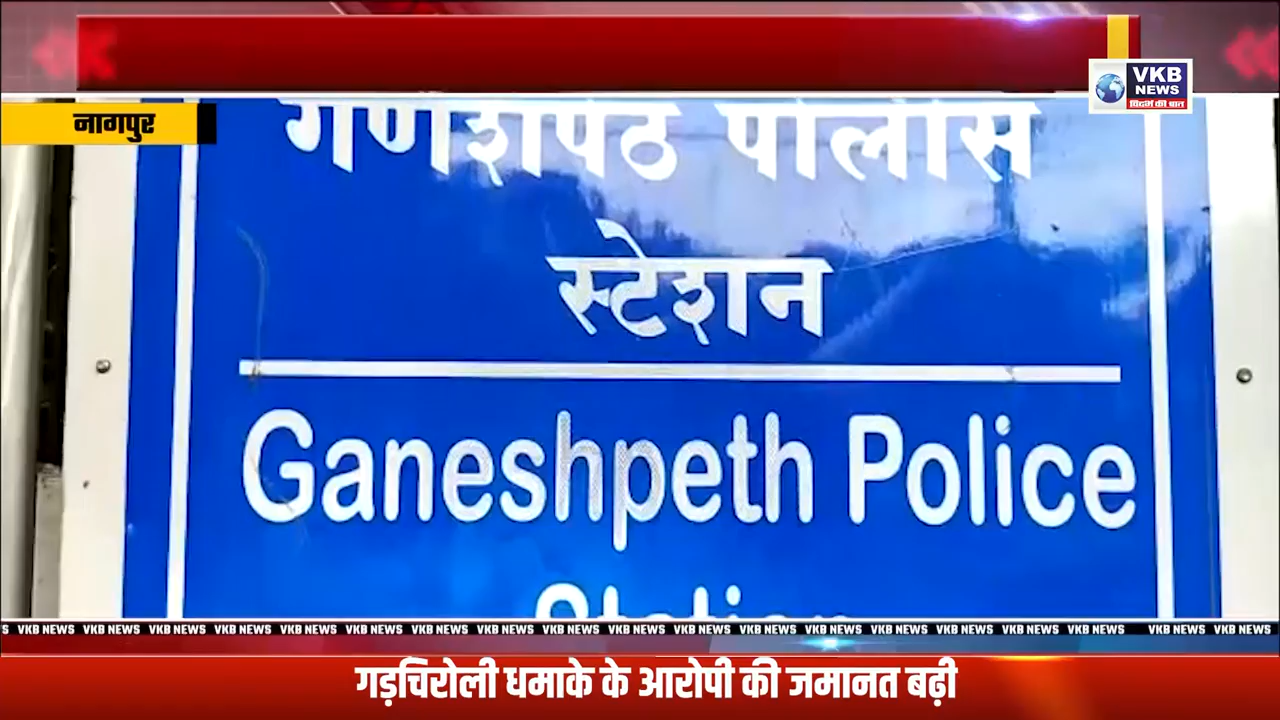 VKB
NEWS
विदर्भ की बात
नागपुर
गणेशपेठ पोलीस
स्टेशन
Ganeshpeth Police
Station
VKB NEWS VKB NEWS VKB NEWS VKB NEWS VKB NEWS VKB NEWS VKB NEWS VKB NEWS VKB NEWS VKB NEWS VKB NEWS VKB NEWS VKB NEWS VKB NEWS VKB NEWS VKB NEWS VKB NEWS VKB NEWS VKB NEWS
गड़चिरोली धमाके के आरोपी की जमानत बढ़ी